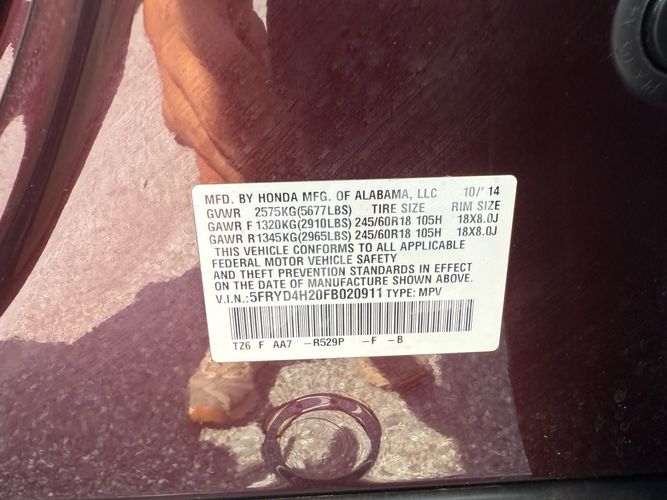 MFD. BY HONDA MFG. OF ALABAMA, LLC 10/'14
GVWR 2575KG(5677LBS) TIRE SIZE RIM SIZE
GAWR F 1320KG(2910LBS) 245/60R18 105H 18X8.0J
GAWR R1345KG(2965LBS) 245/60R18 105H 18X8.0J
THIS VEHICLE CONFORMS TO ALL APPLICABLE
FEDERAL MOTOR VEHICLE SAFETY
AND THEFT PREVENTION STANDARDS IN EFFECT
ON THE DATE OF MANUFACTURE SHOWN ABOVE.
V.I.N.:5FRYD4H20FB020911 TYPE: MPV
TZ6 F AA7 -R529P -F -B